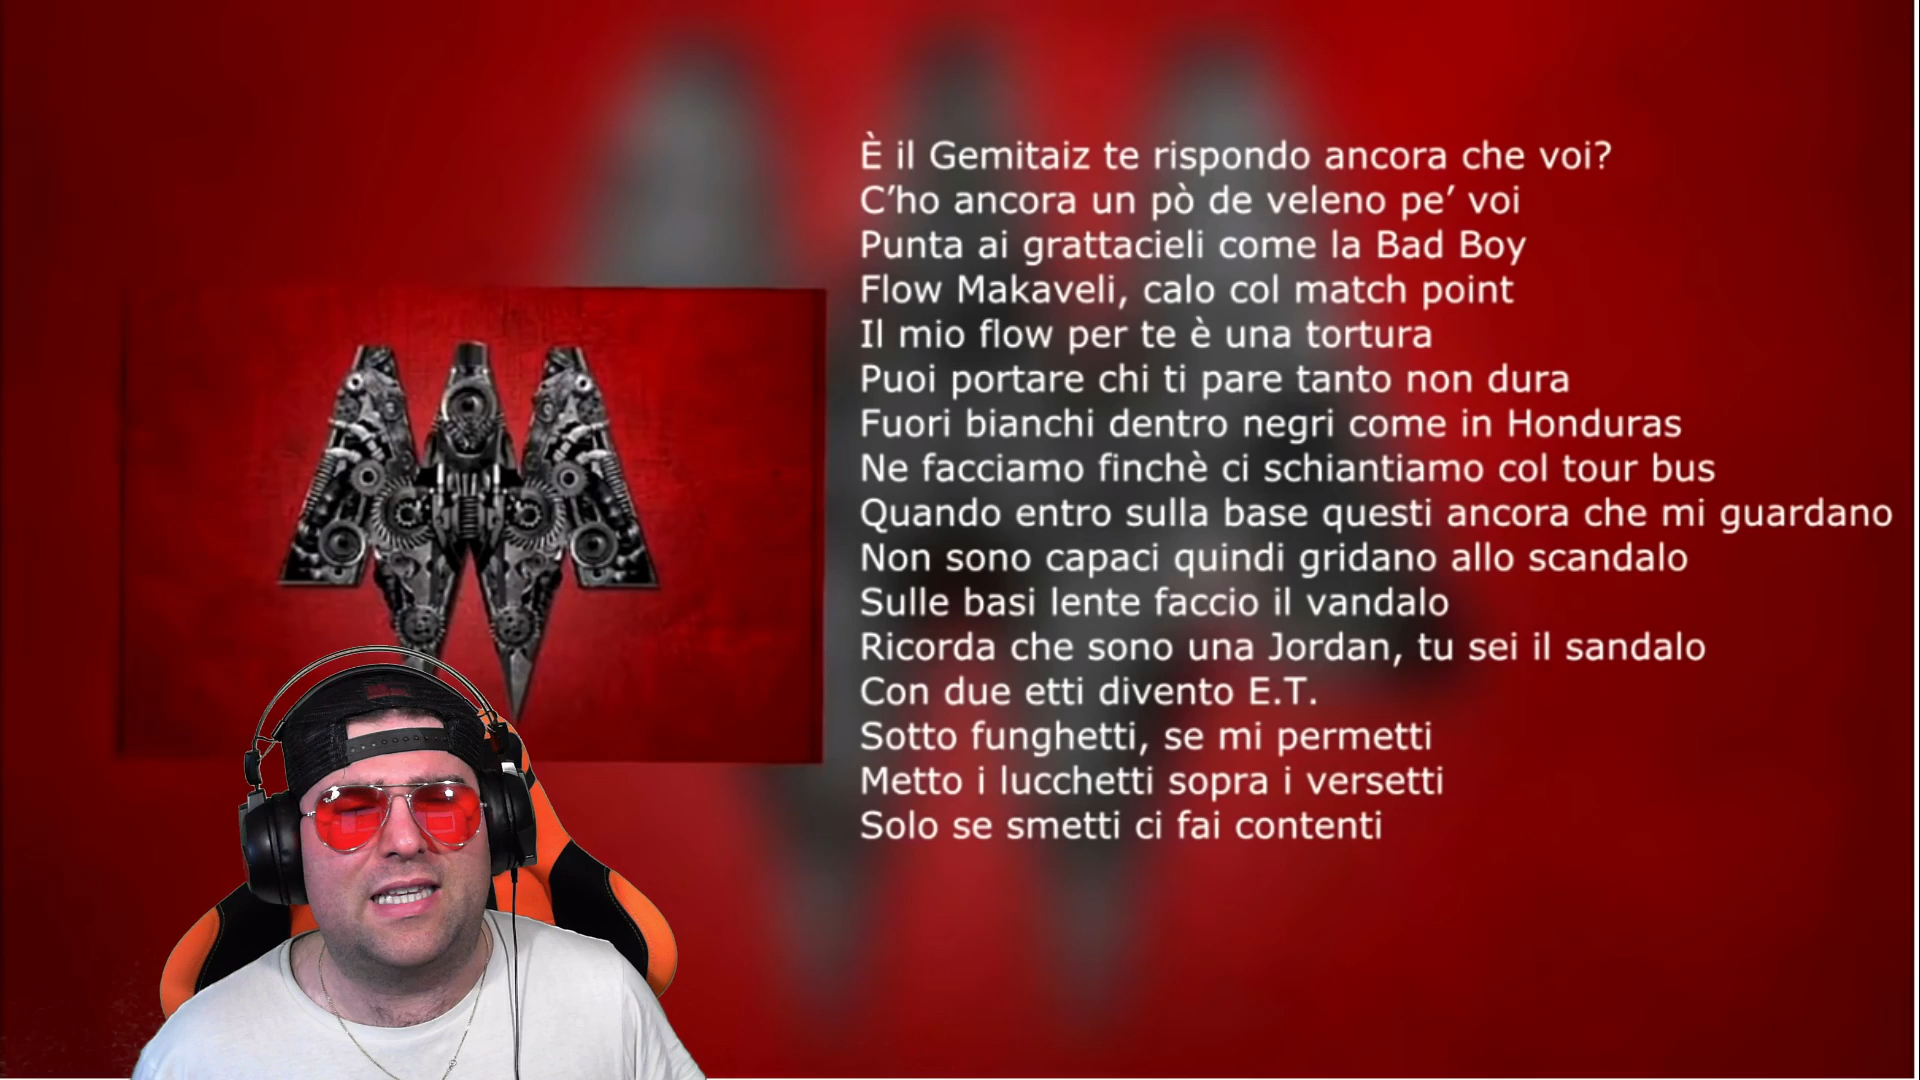 È il Gemitaiz te rispondo ancora che voi?
C’ho ancora un pò de veleno pe’ voi
Punta ai grattacieli come la Bad Boy
Flow Makaveli, calo col match point
Il mio flow per te è una tortura
Puoi portare chi ti pare tanto non dura
Fuori bianchi dentro negri come in Honduras
Ne facciamo finchè ci schiantiamo col tour bus
Quando entro sulla base questi ancora che mi guardano
Non sono capaci quindi gridano allo scandalo
Sulle basi lente faccio il vandalo
Ricorda che sono una Jordan, tu sei il sandalo
Con due etti divento E.T.
Sotto funghetti, se mi permetti
Metto i lucchetti sopra i versetti
Solo se smetti ci fai contenti